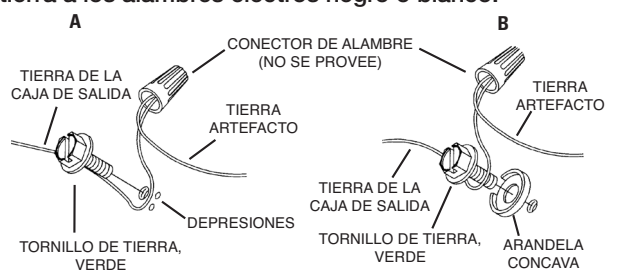 tierra a los alambres eléctros negro o blanco.
A
B
CONECTOR DE ALAMBRE
(NO SE PROVEE)
TIERRA DE LA
CAJA DE SALIDA
TIERRA
ARTEFACTO
TIERRA
ARTEFACTO
DEPRESIONES
TORNILLO DE TIERRA,
VERDE
TIERRA DE LA
CAJA DE SALIDA
TORNILLO DE TIERRA,
VERDE
ARANDELA
CONCAVA